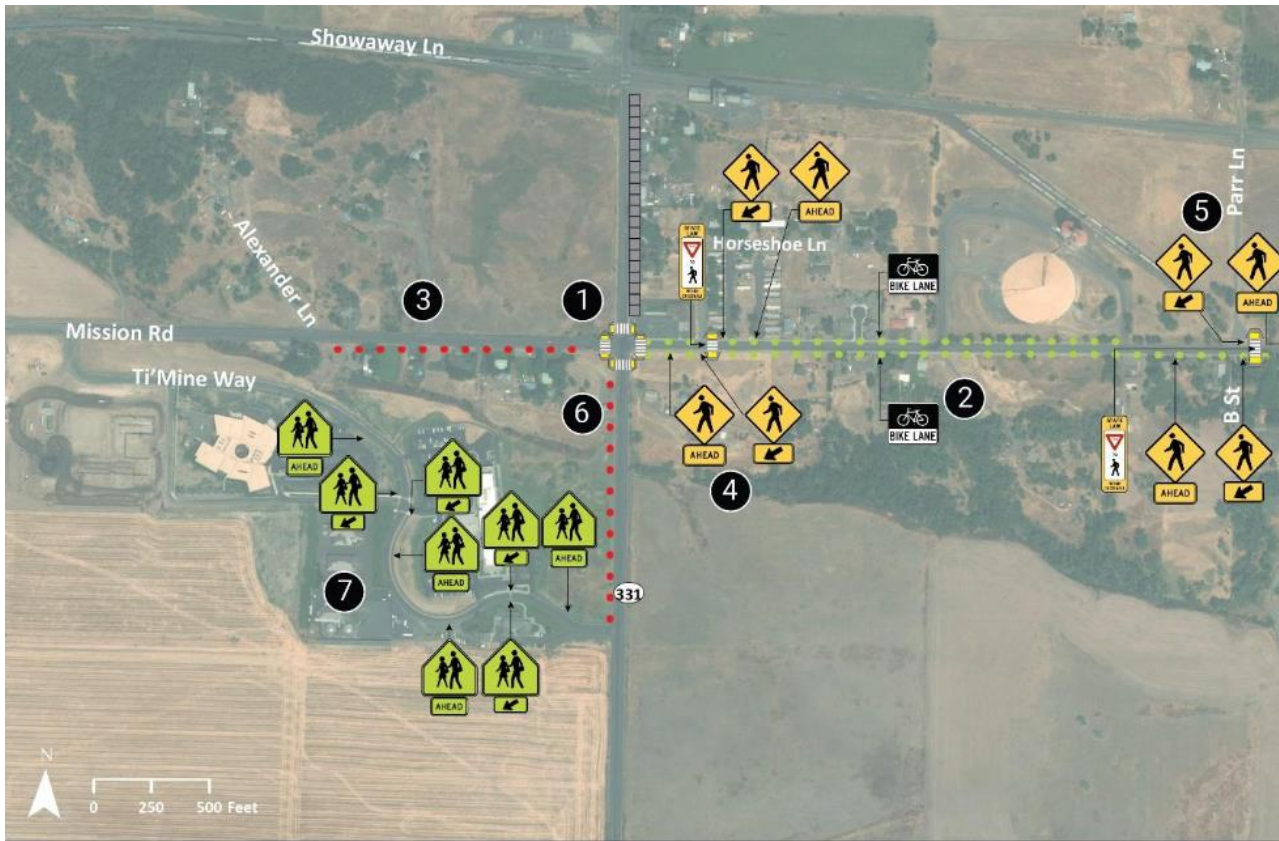 Showaway Ln
Parr Ln
5
AHEAD
Horseshoe Ln
AHEAD
BIKE LANE
Alexander Ln
3
1
Mission Rd
Ti'Mine Way
6
2
BIKE LANE
B St
AHEAD
4
AHEAD
AHEAD
AHEAD
AHEAD
7
331
AHEAD
N
0 250 500 Feet